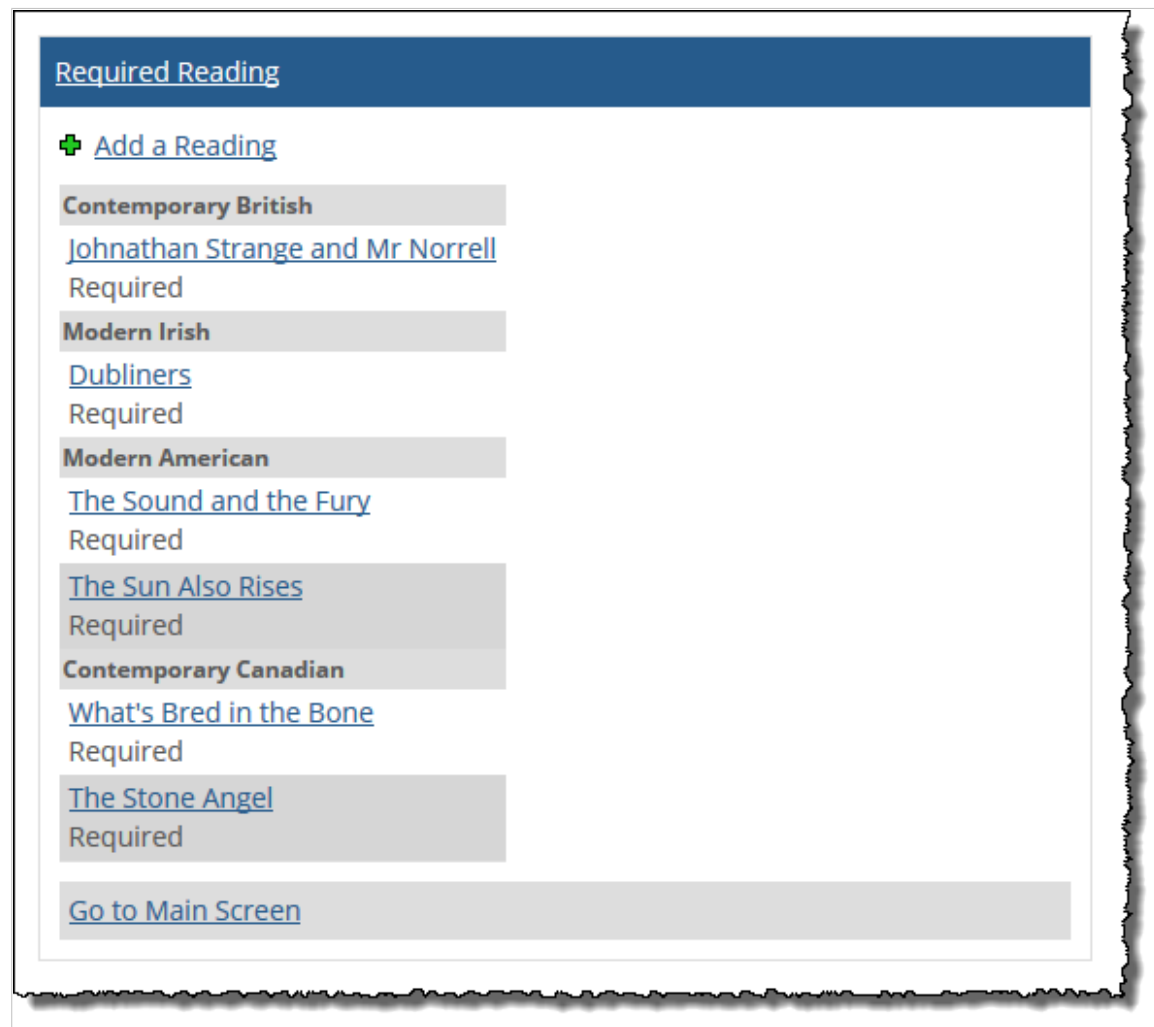 Required Reading
Add a Reading
Contemporary British
Johnathan Strange and Mr Norrell
Required
Modern Irish
Dubliners
Required
Modern American
The Sound and the Fury
Required
The Sun Also Rises
Required
Contemporary Canadian
What's Bred in the Bone
Required
The Stone Angel
Required
Go to Main Screen